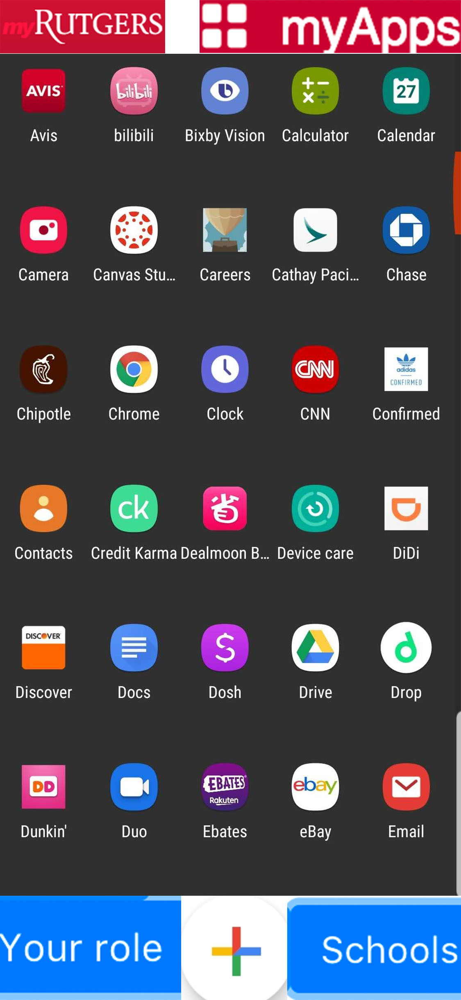 myRUTGERS
myApps
AVIS
bilibili
27
Avis
bilibili
Bixby Vision
Calculator
Calendar
Camera
Canvas Stu...
Careers
Cathay Paci...
Chase
CNN
adidas
CONFIRMED
Chipotle
Chrome
Clock
CNN
Confirmed
ck
省
Contacts
Credit Karma
Dealmoon B...
Device care
DiDi
DISCOVER
$
d
Discover
Docs
Dosh
Drive
Drop
DD
EBATES
Rakuten
ebay
Dunkin'
Duo
Ebates
eBay
Email
Your role
Schools